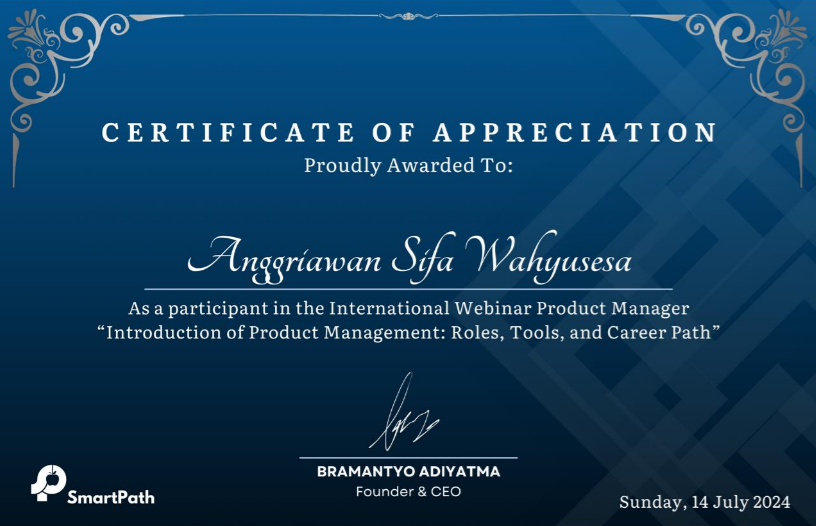 CERTIFICATE OF APPRECIATION
Proudly Awarded To:
Anggriawan Sifa Wahyusesa
As a participant in the International Webinar Product Manager
“Introduction of Product Management: Roles, Tools, and Career Path”
BRAMANTYO ADIYATMA
Founder & CEO
SmartPath
Sunday, 14 July 2024